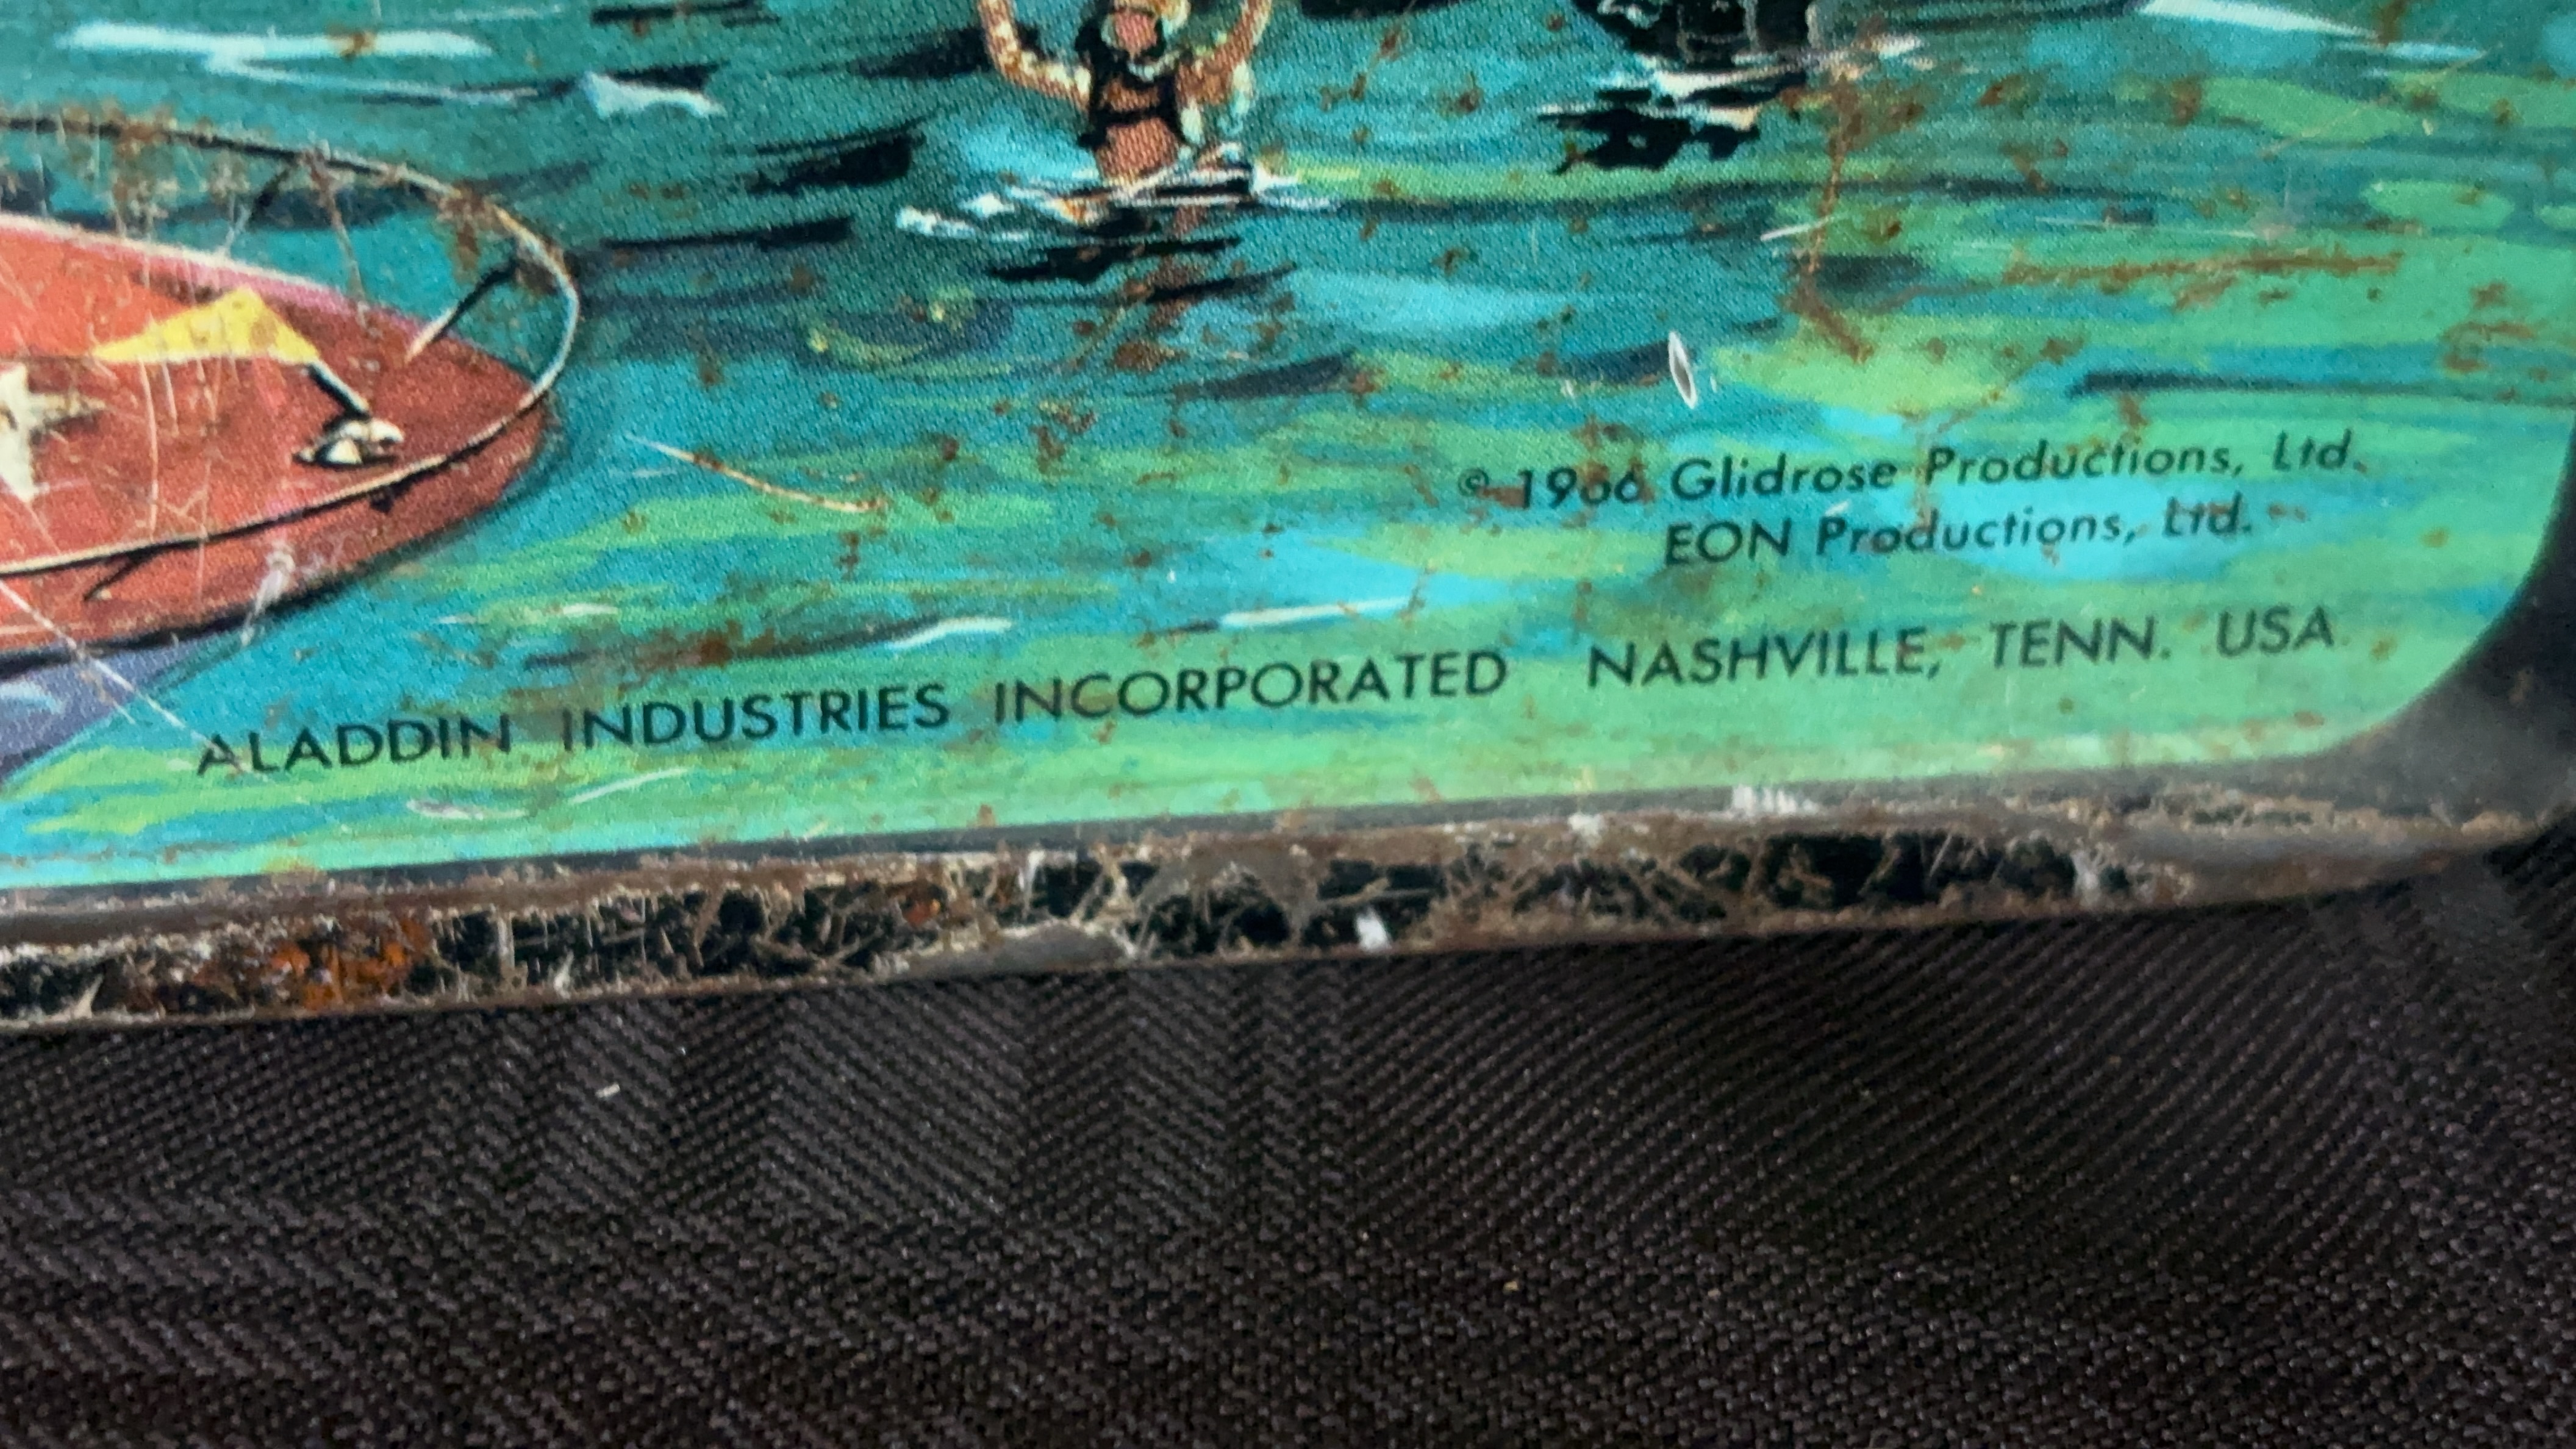 © 1966 Glidrose Productions, Ltd.
EON Productions, Ltd.
ALADDIN INDUSTRIES INCORPORATED NASHVILLE, TENN. USA